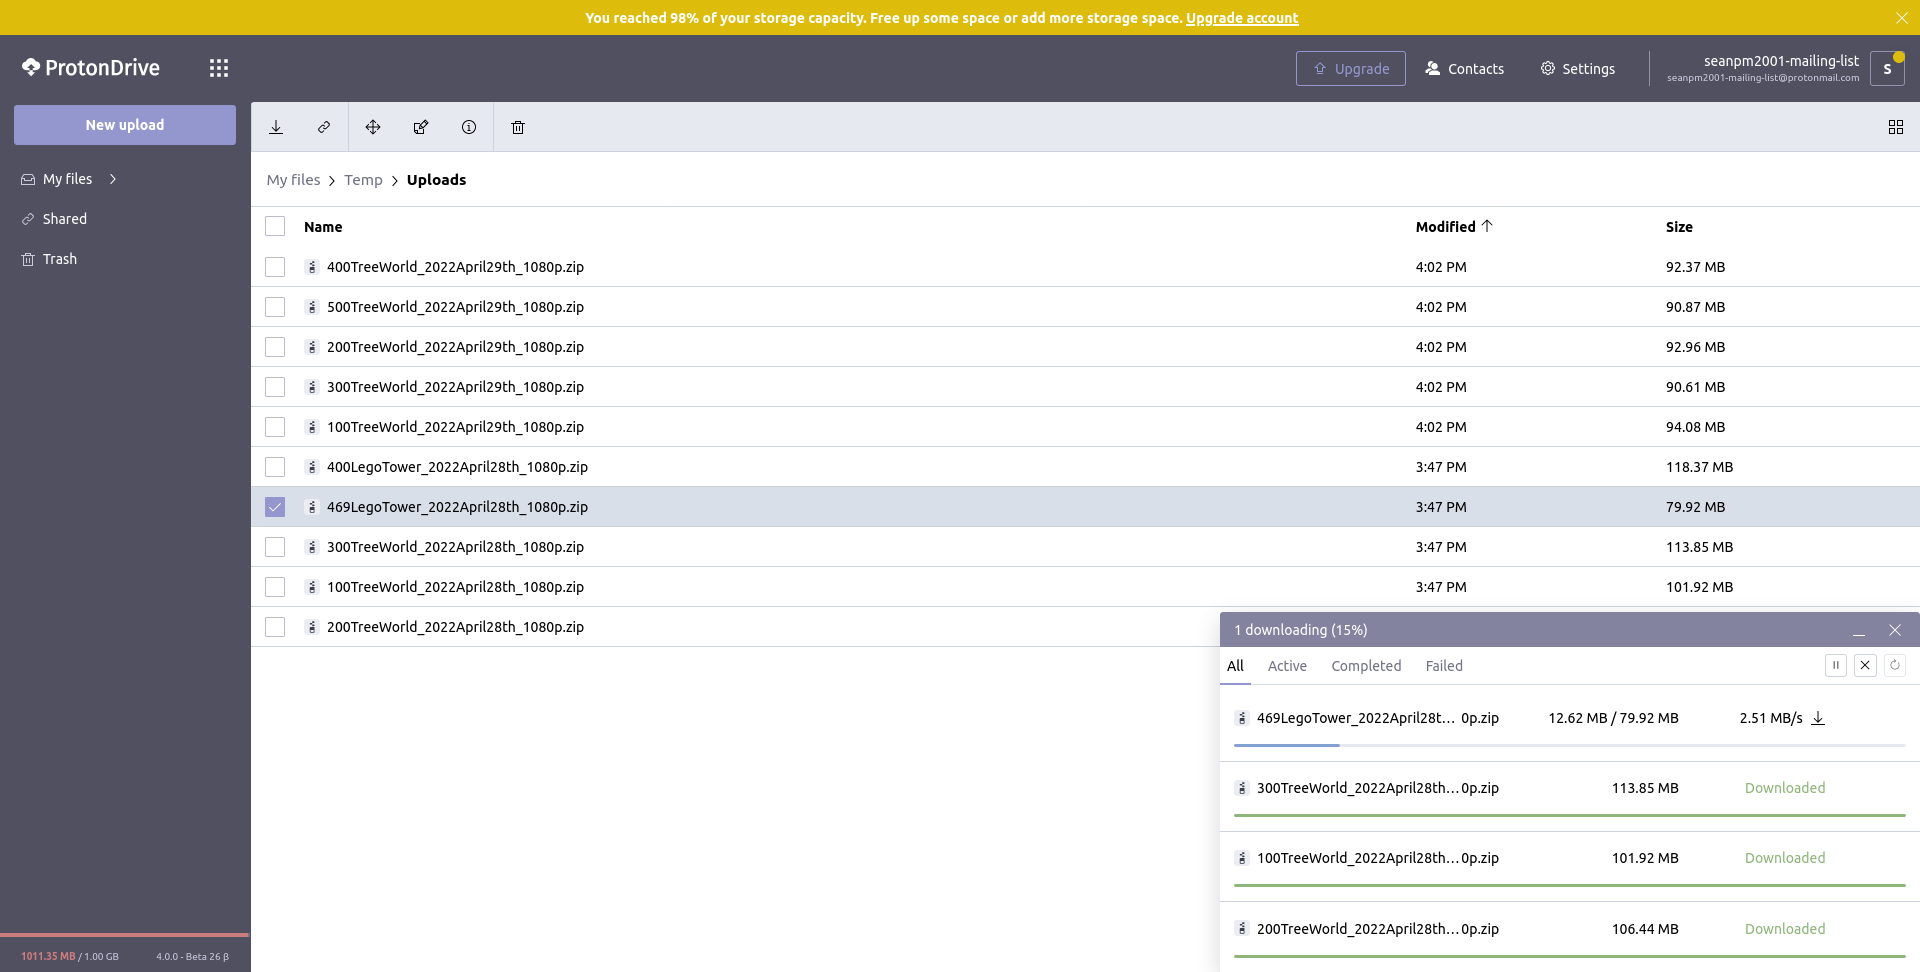 You reached 98% of your storage capacity. Free up some space or add more storage space. Upgrade account
ProtonDrive
Upgrade
Contacts
Settings
seanpm2001-mailing-list
seanpm2001-mailing-list@protonmail.com
S
New upload
My files
Shared
Trash
My files > Temp > Uploads
Name Modified Size
400TreeWorld_2022April29th_1080p.zip 4:02 PM 92.37 MB
500TreeWorld_2022April29th_1080p.zip 4:02 PM 90.87 MB
200TreeWorld_2022April29th_1080p.zip 4:02 PM 92.96 MB
300TreeWorld_2022April29th_1080p.zip 4:02 PM 90.61 MB
100TreeWorld_2022April29th_1080p.zip 4:02 PM 94.08 MB
400LegoTower_2022April28th_1080p.zip 3:47 PM 118.37 MB
469LegoTower_2022April28th_1080p.zip 3:47 PM 79.92 MB
300TreeWorld_2022April28th_1080p.zip 3:47 PM 113.85 MB
100TreeWorld_2022April28th_1080p.zip 3:47 PM 101.92 MB
200TreeWorld_2022April28th_1080p.zip
1 downloading (15%)
All Active Completed Failed
469LegoTower_2022April28t... 0p.zip 12.62 MB / 79.92 MB 2.51 MB/s
300TreeWorld_2022April28th... 0p.zip 113.85 MB Downloaded
100TreeWorld_2022April28th... 0p.zip 101.92 MB Downloaded
200TreeWorld_2022April28th... 0p.zip 106.44 MB Downloaded
1011.35 MB / 1.00 GB 4.0.0 - Beta 26 β